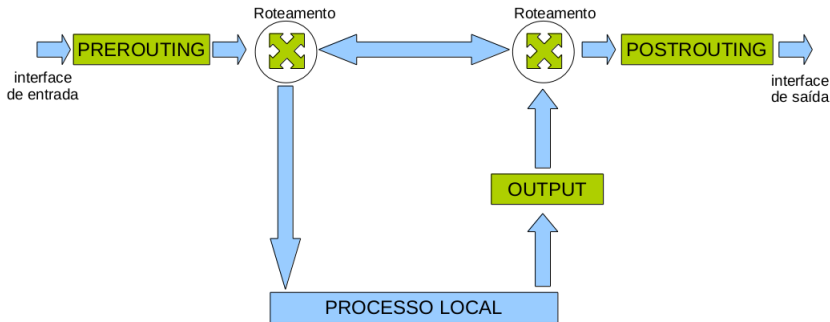 Roteamento
Roteamento
PREROUTING
POSTROUTING
interface
de entrada
interface
de saída
OUTPUT
PROCESSO LOCAL